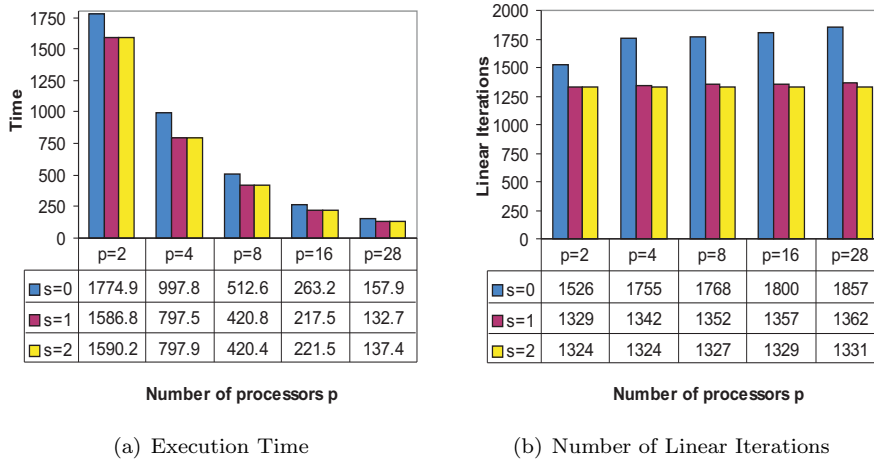 1750
1500
1250
1000
750
500
250
0
Time
p=2 p=4 p=8 p=16 p=28
s=0 1774.9 997.8 512.6 263.2 157.9
s=1 1586.8 797.5 420.8 217.5 132.7
s=2 1590.2 797.9 420.4 221.5 137.4
Number of processors p
(a) Execution Time
2000
1750
1500
1250
1000
750
500
250
0
Linear Iterations
p=2 p=4 p=8 p=16 p=28
s=0 1526 1755 1768 1800 1857
s=1 1329 1342 1352 1357 1362
s=2 1324 1324 1327 1329 1331
Number of processors p
(b) Number of Linear Iterations